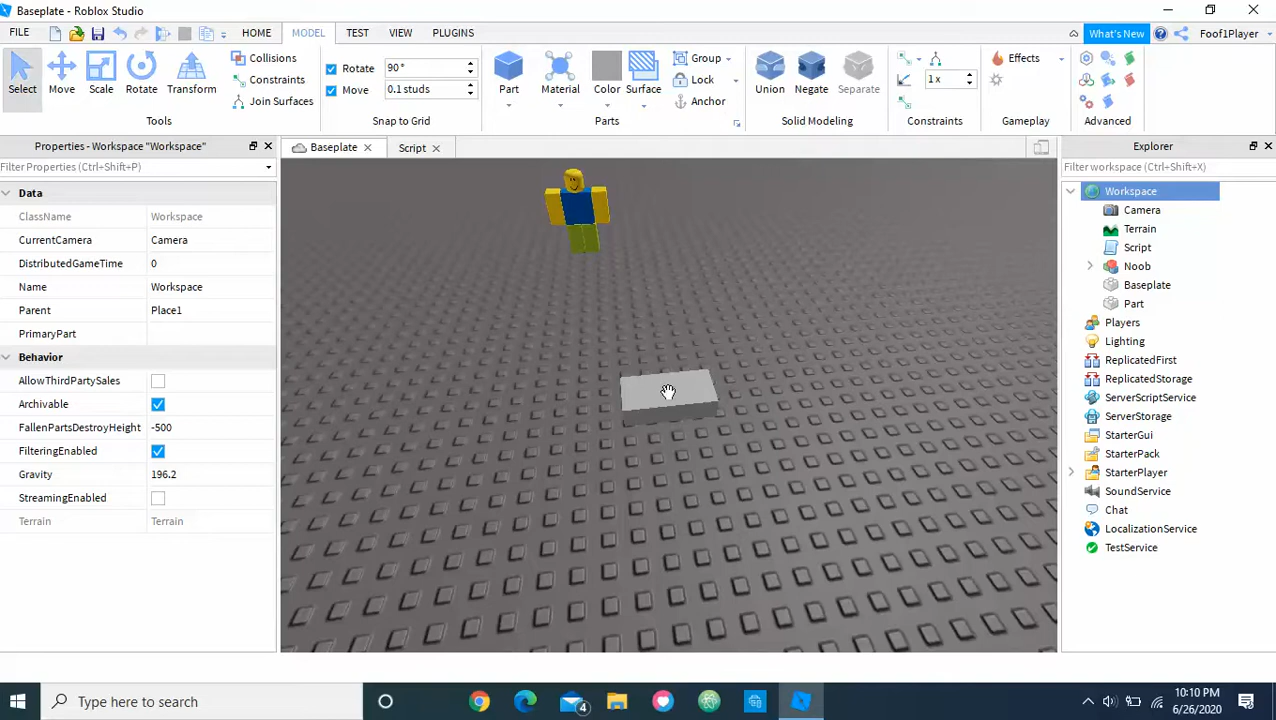 Baseplate - Roblox Studio
FILE HOME MODEL TEST VIEW PLUGINS What's New Foof1Player
Select Move Scale Rotate Transform
Collisions
Constraints
Join Surfaces
Tools
Rotate 90°
Move 0.1 studs
Snap to Grid
Part Material Color Surface
Group
Lock
Anchor
Parts
Union Negate Separate
Solid Modeling
1 x
Constraints
Effects
Gameplay
Advanced
Properties - Workspace "Workspace"
Filter Properties (Ctrl+Shift+P)
Data
ClassName Workspace
CurrentCamera Camera
DistributedGameTime 0
Name Workspace
Parent Place1
PrimaryPart
Behavior
AllowThirdPartySales
Archivable
FallenPartsDestroyHeight -500
FilteringEnabled
Gravity 196.2
StreamingEnabled
Terrain Terrain
Baseplate Script
Explorer
Filter workspace (Ctrl+Shift+X)
Workspace
Camera
Terrain
Script
Noob
Baseplate
Part
Players
Lighting
ReplicatedFirst
ReplicatedStorage
ServerScriptService
ServerStorage
StarterGui
StarterPack
StarterPlayer
SoundService
Chat
LocalizationService
TestService
Type here to search
4
10:10 PM
6/26/2020